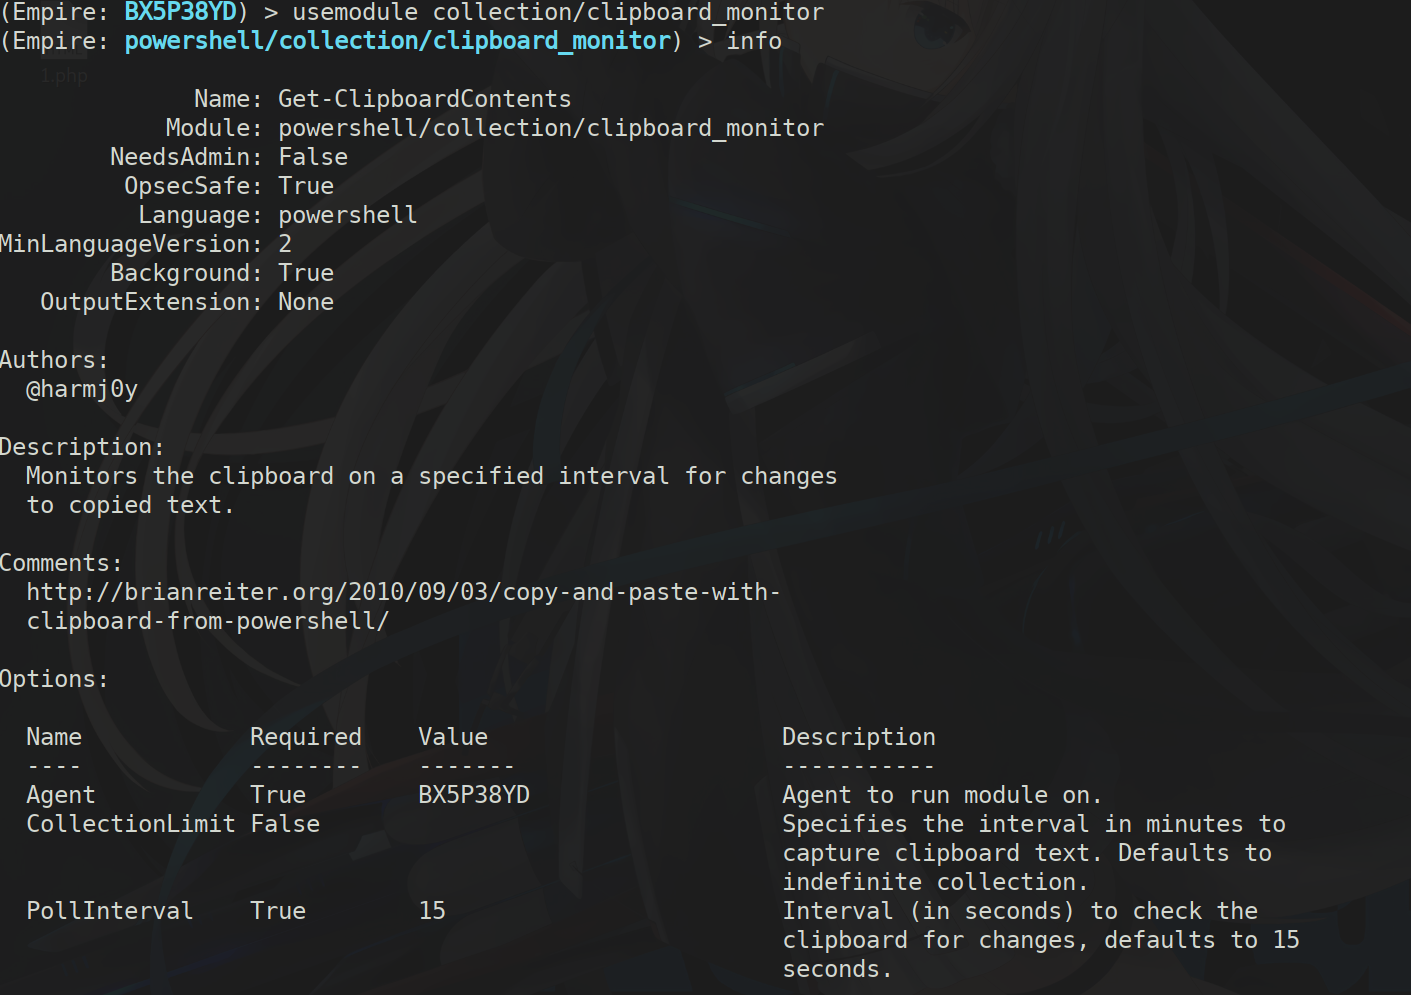 (Empire: BX5P38YD) > usemodule collection/clipboard_monitor
(Empire: powershell/collection/clipboard_monitor) > info
1.php
Name: Get-ClipboardContents
Module: powershell/collection/clipboard_monitor
NeedsAdmin: False
OpsecSafe: True
Language: powershell
MinLanguageVersion: 2
Background: True
OutputExtension: None
Authors:
@harmj0y
Description:
Monitors the clipboard on a specified interval for changes
to copied text.
Comments:
http://brianreiter.org/2010/09/03/copy-and-paste-with-
clipboard-from-powershell/
Options:
Name Required Value Description
---- -------- ------- -----------
Agent True BX5P38YD Agent to run module on.
CollectionLimit False Specifies the interval in minutes to
capture clipboard text. Defaults to
indefinite collection.
PollInterval True 15 Interval (in seconds) to check the
clipboard for changes, defaults to 15
seconds.